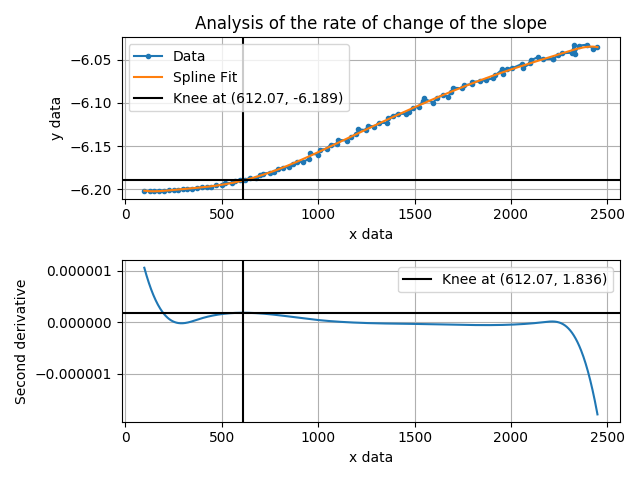 Analysis of the rate of change of the slope
−6.05
−6.10
−6.15
−6.20
y data
Data
Spline Fit
Knee at (612.07, -6.189)
0
500
1000
1500
2000
2500
x data
0.000001
0.000000
−0.000001
Second derivative
Knee at (612.07, 1.836)
0
500
1000
1500
2000
2500
x data